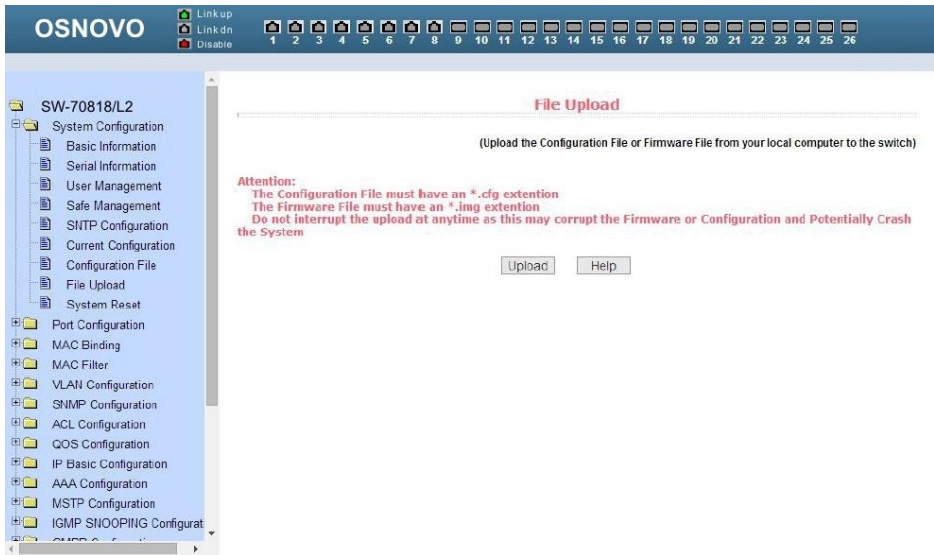 OSNOVO
Link up
Link dn
Disable
1 2 3 4 5 6 7 8 9 10 11 12 13 14 15 16 17 18 19 20 21 22 23 24 25 26
SW-70818/L2
System Configuration
Basic Information
Serial Information
User Management
Safe Management
SNTP Configuration
Current Configuration
Configuration File
File Upload
System Reset
Port Configuration
MAC Binding
MAC Filter
VLAN Configuration
SNMP Configuration
ACL Configuration
QOS Configuration
IP Basic Configuration
AAA Configuration
MSTP Configuration
IGMP SNOOPING Configurat
File Upload
(Upload the Configuration File or Firmware File from your local computer to the switch)
Attention:
The Configuration File must have an *.cfg extention
The Firmware File must have an *.img extention
Do not interrupt the upload at anytime as this may corrupt the Firmware or Configuration and Potentially Crash
the System
Upload Help